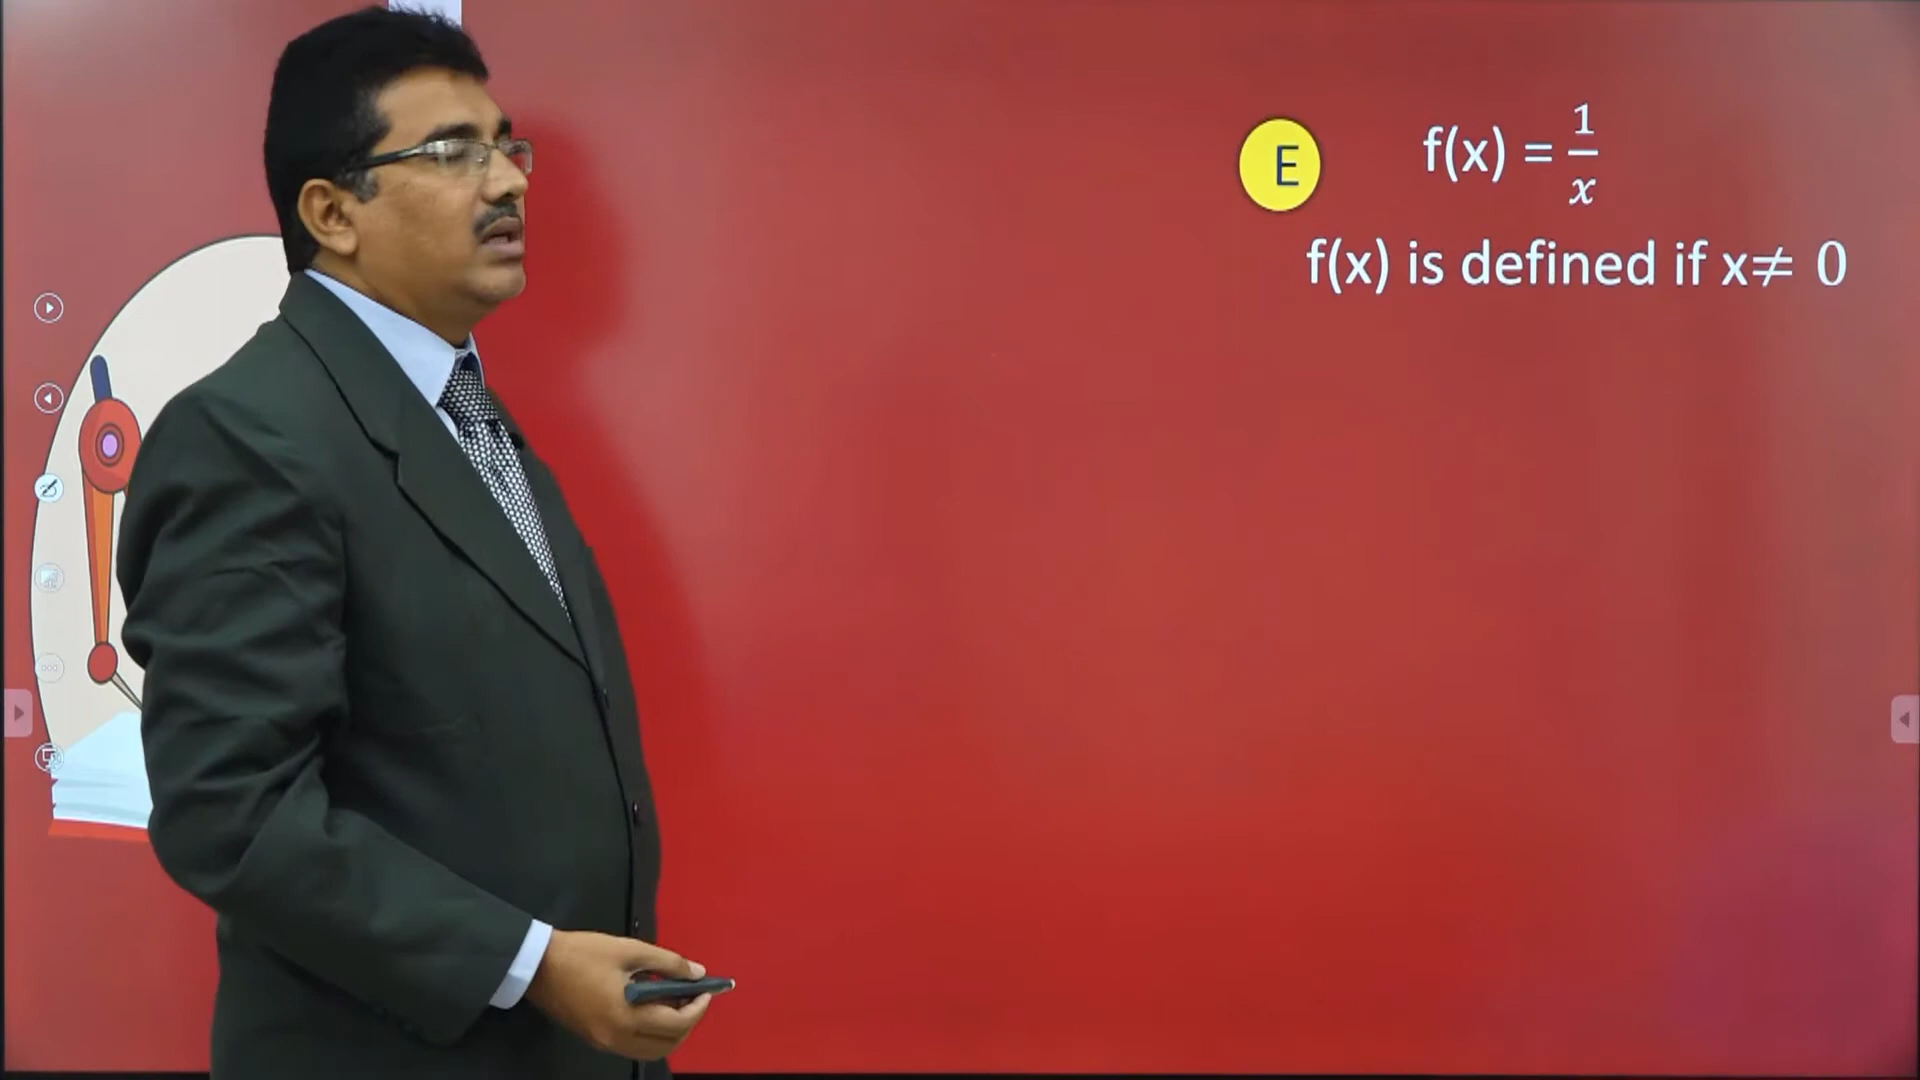 E
f(x) = 1/x
f(x) is defined if x≠ 0